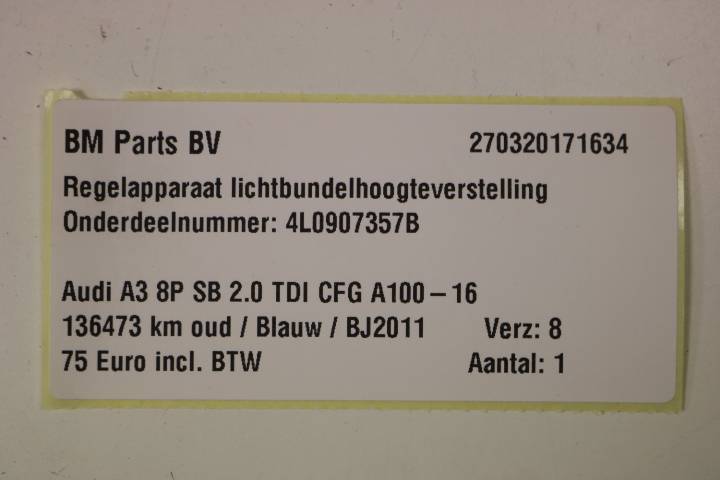 BM Parts BV 270320171634
Regelapparaat lichtbundelhoogteverstelling
Onderdeelnummer: 4L0907357B
Audi A3 8P SB 2.0 TDI CFG A100 – 16
136473 km oud / Blauw / BJ2011 Verz: 8
75 Euro incl. BTW Aantal: 1